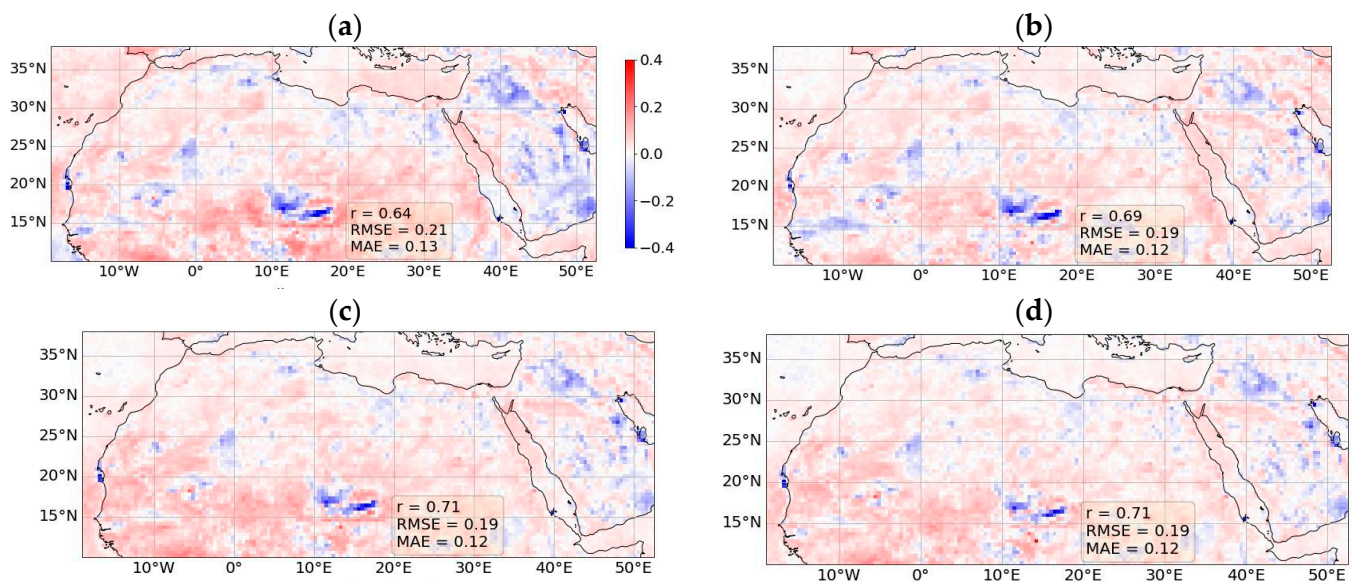 (a)
(b)
35°N
30°N
25°N
20°N
15°N
10°W
0°
10°E
20°E
30°E
40°E
50°E
0.4
0.2
0.0
−0.2
−0.4
r = 0.64
RMSE = 0.21
MAE = 0.13
35°N
30°N
25°N
20°N
15°N
10°W
0°
10°E
20°E
30°E
40°E
50°E
r = 0.69
RMSE = 0.19
MAE = 0.12
(c)
(d)
35°N
30°N
25°N
20°N
15°N
10°W
0°
10°E
20°E
30°E
40°E
50°E
r = 0.71
RMSE = 0.19
MAE = 0.12
35°N
30°N
25°N
20°N
15°N
10°W
0°
10°E
20°E
30°E
40°E
50°E
r = 0.71
RMSE = 0.19
MAE = 0.12